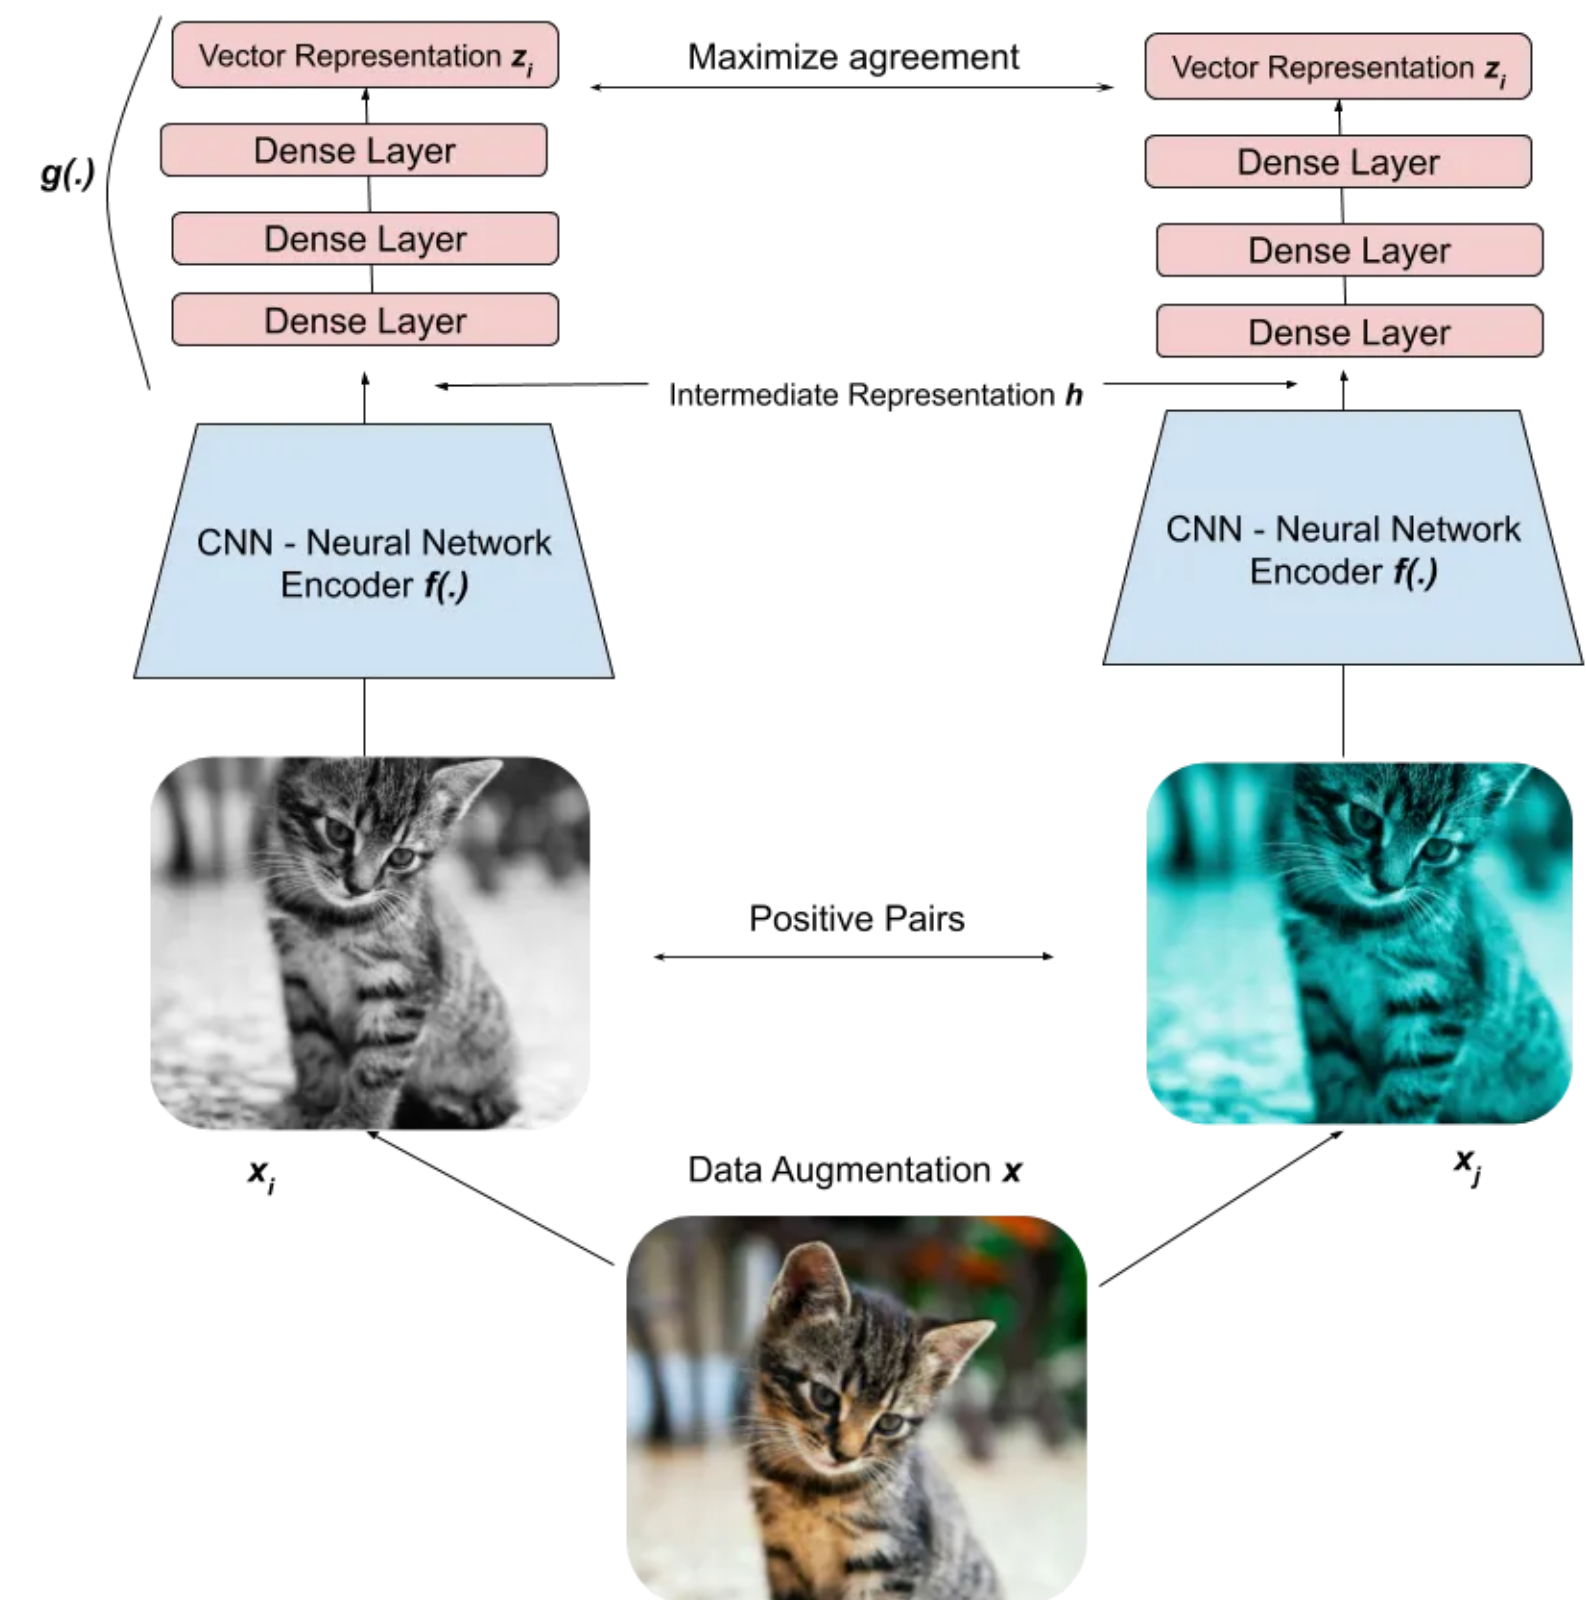 Vector Representation z_i
Maximize agreement
Vector Representation z_i
g(.)
Dense Layer
Dense Layer
Dense Layer
Dense Layer
Dense Layer
Dense Layer
Intermediate Representation h
CNN - Neural Network
Encoder f(.)
CNN - Neural Network
Encoder f(.)
Positive Pairs
x_i
Data Augmentation x
x_j